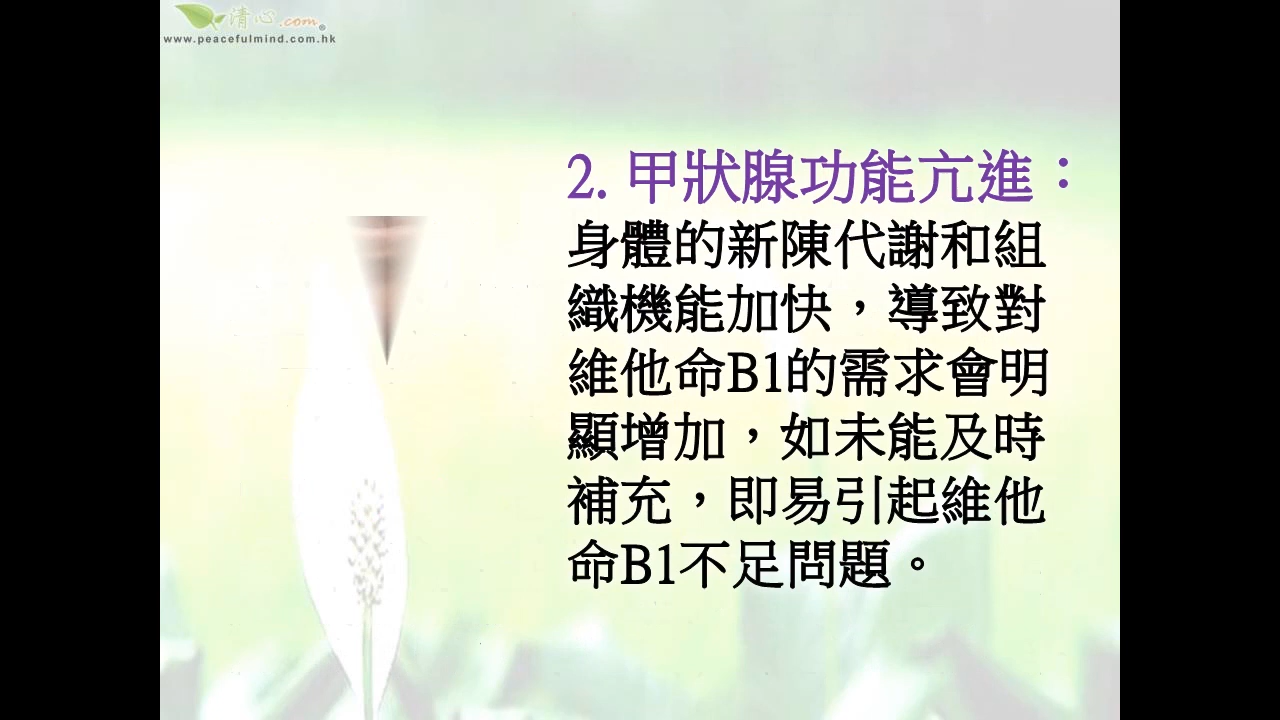 清心.com®
www.peacefulmind.com.hk
2. 甲狀腺功能亢進：
身體的新陳代謝和組
織機能加快，導致對
維他命B1的需求會明
顯增加，如未能及時
補充，即易引起維他
命B1不足問題。